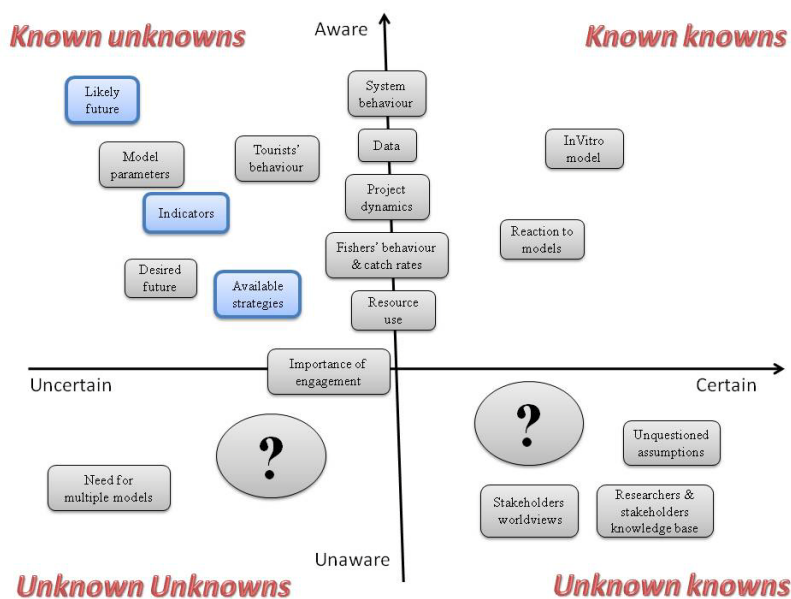 Known unknowns
Aware
Known knowns
Likely
future
System
behaviour
Data
InVitro
model
Model
parameters
Tourists'
behaviour
Project
dynamics
Indicators
Reaction to
models
Fishers' behaviour
& catch rates
Desired
future
Available
strategies
Resource
use
Importance of
engagement
Uncertain
Certain
?
?
Unquestioned
assumptions
Need for
multiple models
Stakeholders
worldviews
Researchers &
stakeholders
knowledge base
Unaware
Unknown Unknowns
Unknown knowns